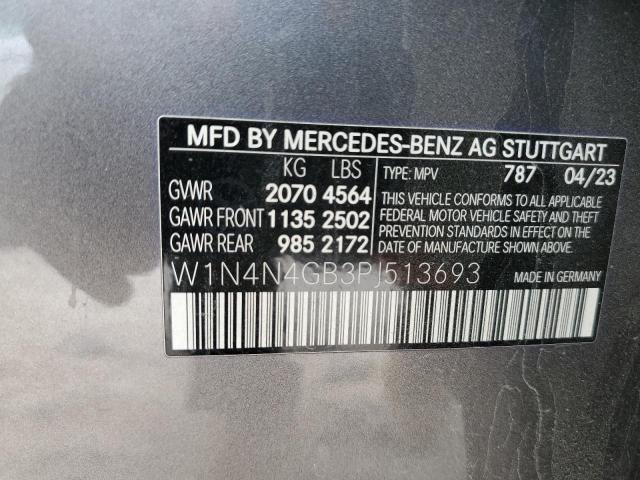 MFD BY MERCEDES-BENZ AG STUTTGART
KG LBS
GVWR 2070 4564
GAWR FRONT 1135 2502
GAWR REAR 985 2172
TYPE: MPV 787 04/23
THIS VEHICLE CONFORMS TO ALL APPLICABLE
FEDERAL MOTOR VEHICLE SAFETY AND THEFT
PREVENTION STANDARDS IN EFFECT ON THE
DATE OF MANUFACTURE SHOWN ABOVE.
W1N4N4GB3PJ513693
MADE IN GERMANY